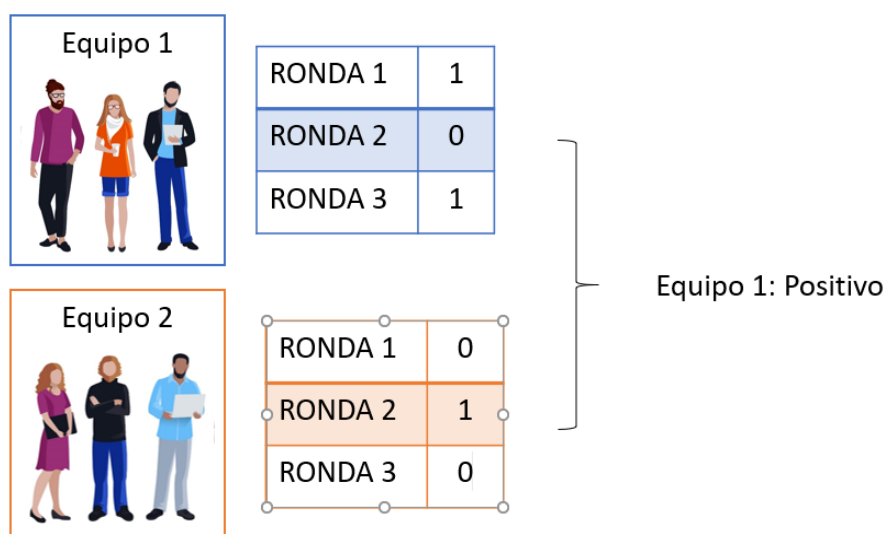 Equipo 1
RONDA 1 1
RONDA 2 0
RONDA 3 1
Equipo 1: Positivo
Equipo 2
RONDA 1 0
RONDA 2 1
RONDA 3 0